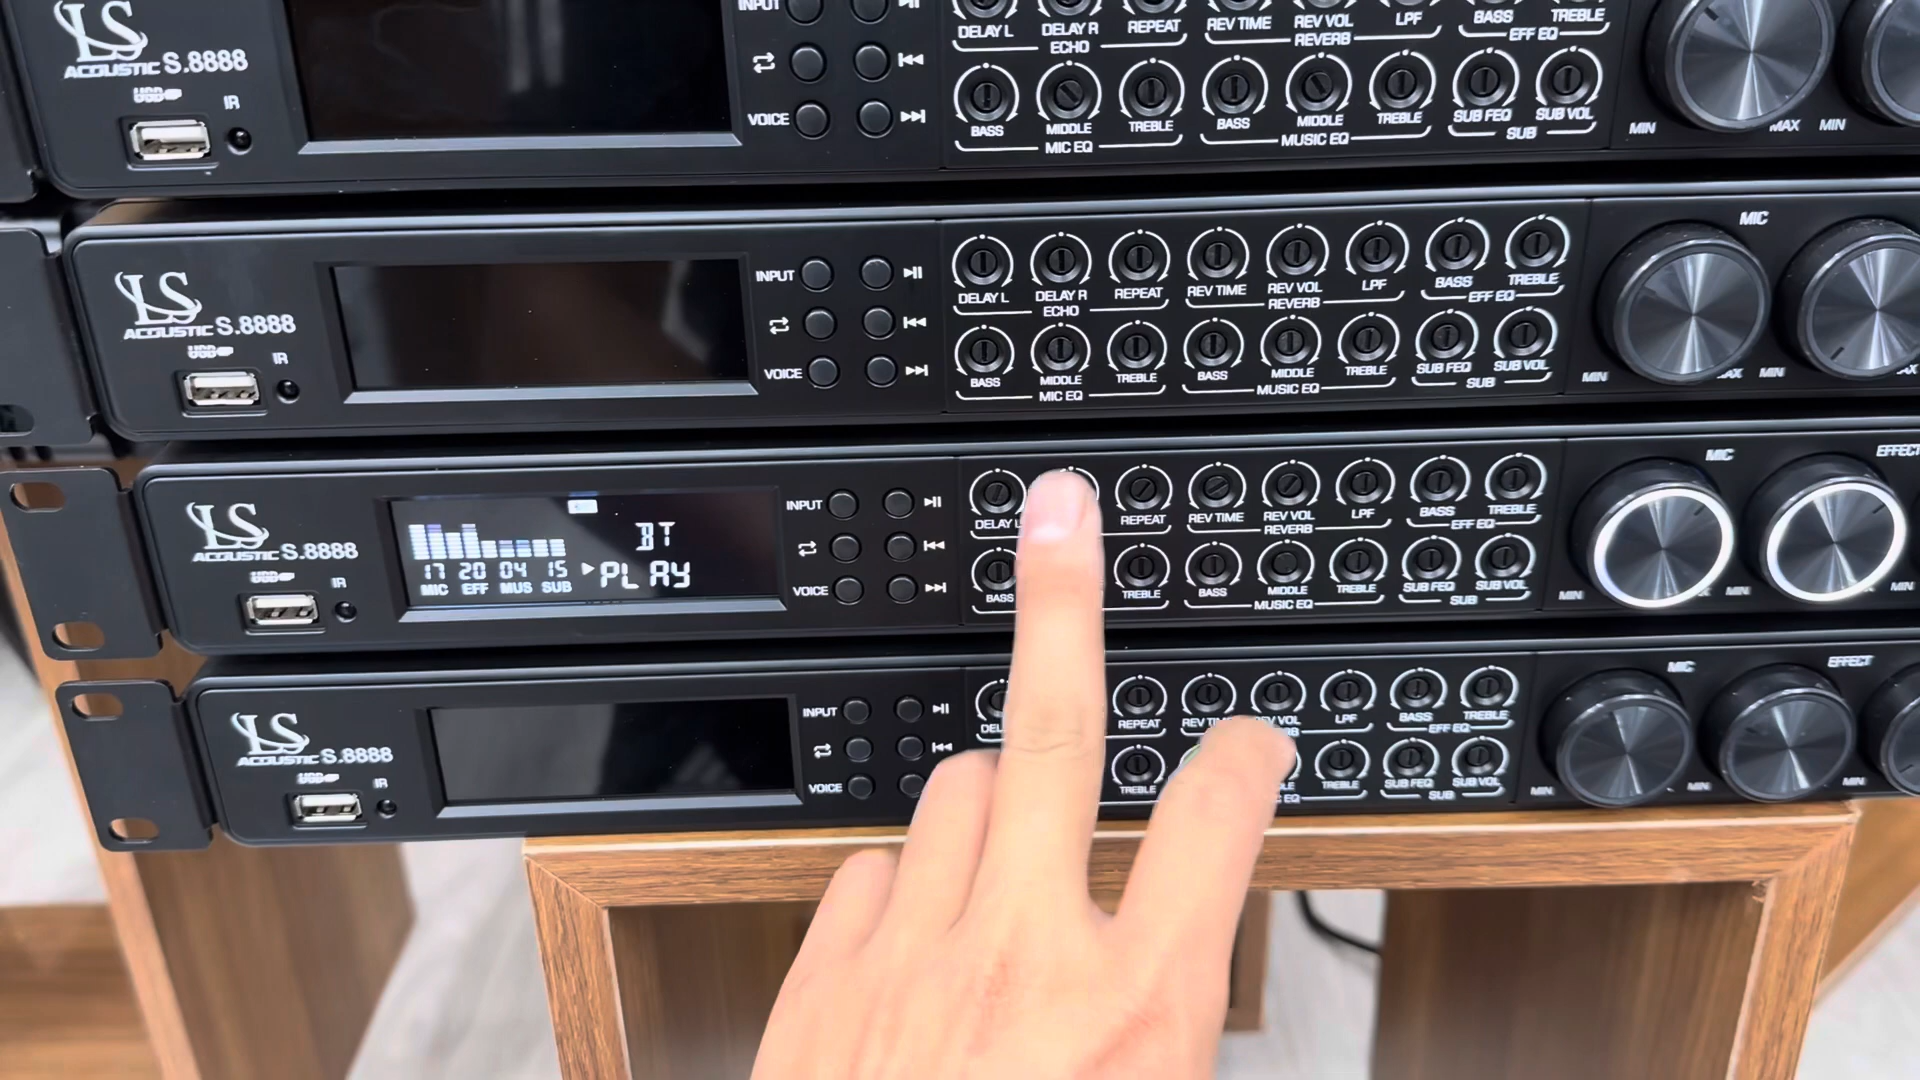 INPUT
DELAY L DELAY R REPEAT REV TIME REV VOL LPF BASS TREBLE
ECHO REVERB EFF EQ
LS
ACOUSTIC S.8888
USB IR
VOICE
BASS MIDDLE TREBLE BASS MIDDLE TREBLE SUB FEQ SUB VOL
MIC EQ MUSIC EQ SUB
MIN MAX MIN
MIC
INPUT
DELAY L DELAY R REPEAT REV TIME REV VOL LPF BASS TREBLE
ECHO REVERB EFF EQ
LS
ACOUSTIC S.8888
USB IR
VOICE
BASS MIDDLE TREBLE BASS MIDDLE TREBLE SUB FEQ SUB VOL
MIC EQ MUSIC EQ SUB
MIN MIN
MIC EFFECT
INPUT
DELAY L REPEAT REV TIME REV VOL LPF BASS TREBLE
REVERB EFF EQ
LS
ACOUSTIC S.8888
USB IR
BT
17 20 04 15 PLAY
MIC EFF MUS SUB
VOICE
BASS TREBLE BASS MIDDLE TREBLE SUB FEQ SUB VOL
MUSIC EQ SUB
MIN MIN MIN
MIC EFFECT
INPUT
REPEAT REV VOL LPF BASS TREBLE
EFF EQ
LS
ACOUSTIC S.8888
USB IR
VOICE
TREBLE TREBLE SUB FEQ SUB VOL
SUB
MIN MIN MIN